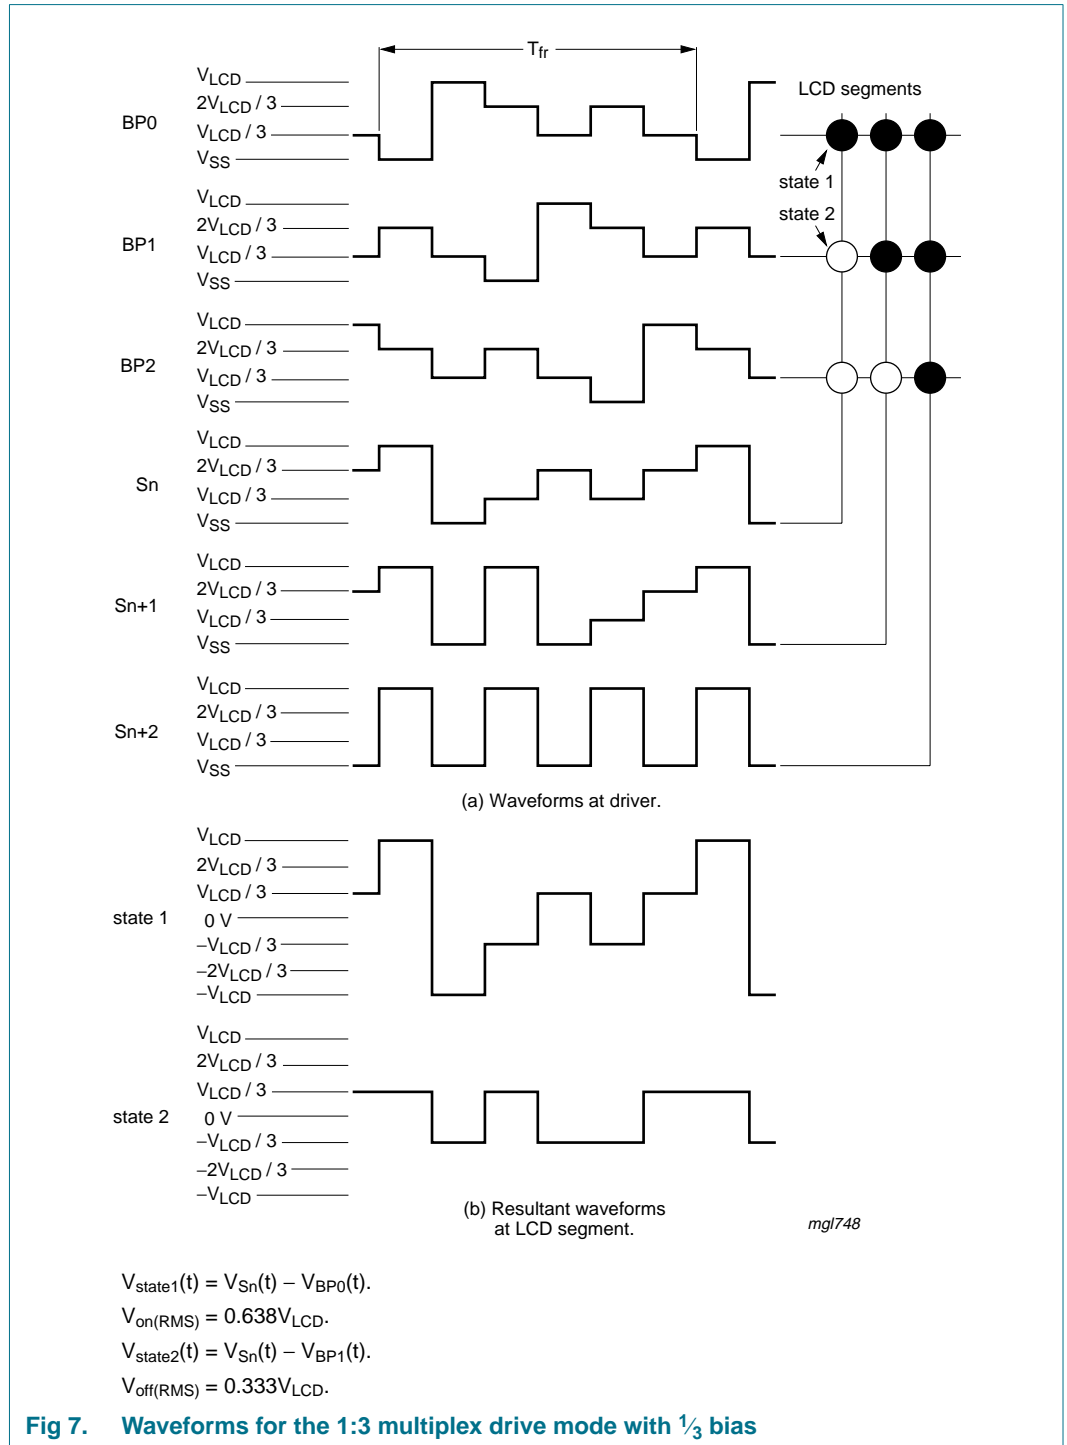 Tfr
BP0
VLCD
2VLCD / 3
VLCD / 3
VSS
LCD segments
state 1
state 2
BP1
VLCD
2VLCD / 3
VLCD / 3
VSS
BP2
VLCD
2VLCD / 3
VLCD / 3
VSS
Sn
VLCD
2VLCD / 3
VLCD / 3
VSS
Sn+1
VLCD
2VLCD / 3
VLCD / 3
VSS
Sn+2
VLCD
2VLCD / 3
VLCD / 3
VSS
(a) Waveforms at driver.
state 1
VLCD
2VLCD / 3
VLCD / 3
0 V
−VLCD / 3
−2VLCD / 3
−VLCD
state 2
VLCD
2VLCD / 3
VLCD / 3
0 V
−VLCD / 3
−2VLCD / 3
−VLCD
(b) Resultant waveforms
at LCD segment.
mgl748
Vstate1(t) = VSn(t) − VBP0(t).
Von(RMS) = 0.638VLCD.
Vstate2(t) = VSn(t) − VBP1(t).
Voff(RMS) = 0.333VLCD.
Fig 7. Waveforms for the 1:3 multiplex drive mode with 1⁄3 bias